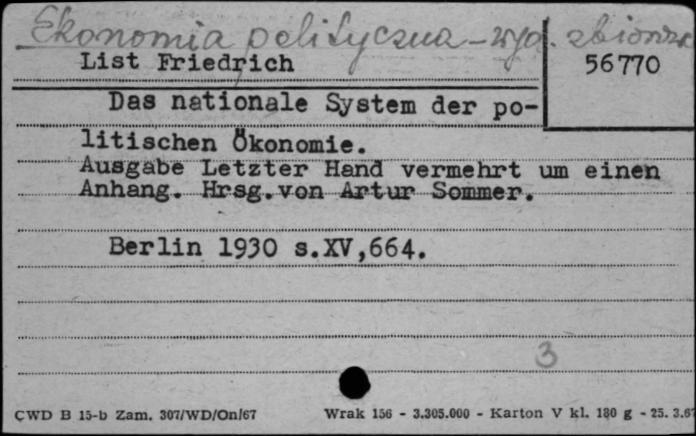 Ekonomia polityczna - wyd. zbiorow.
List Friedrich
56770
Das nationale System der po-
litischen Ökonomie.
Ausgabe Letzter Hand vermehrt um einen
Anhang. Hrsg.von Artur Sommer.
Berlin 1930 s.XV,664.
3
CWD B 15-b Zam. 307/WD/On/67 Wrak 156 - 3.305.000 - Karton V kl. 180 g - 25. 3.67